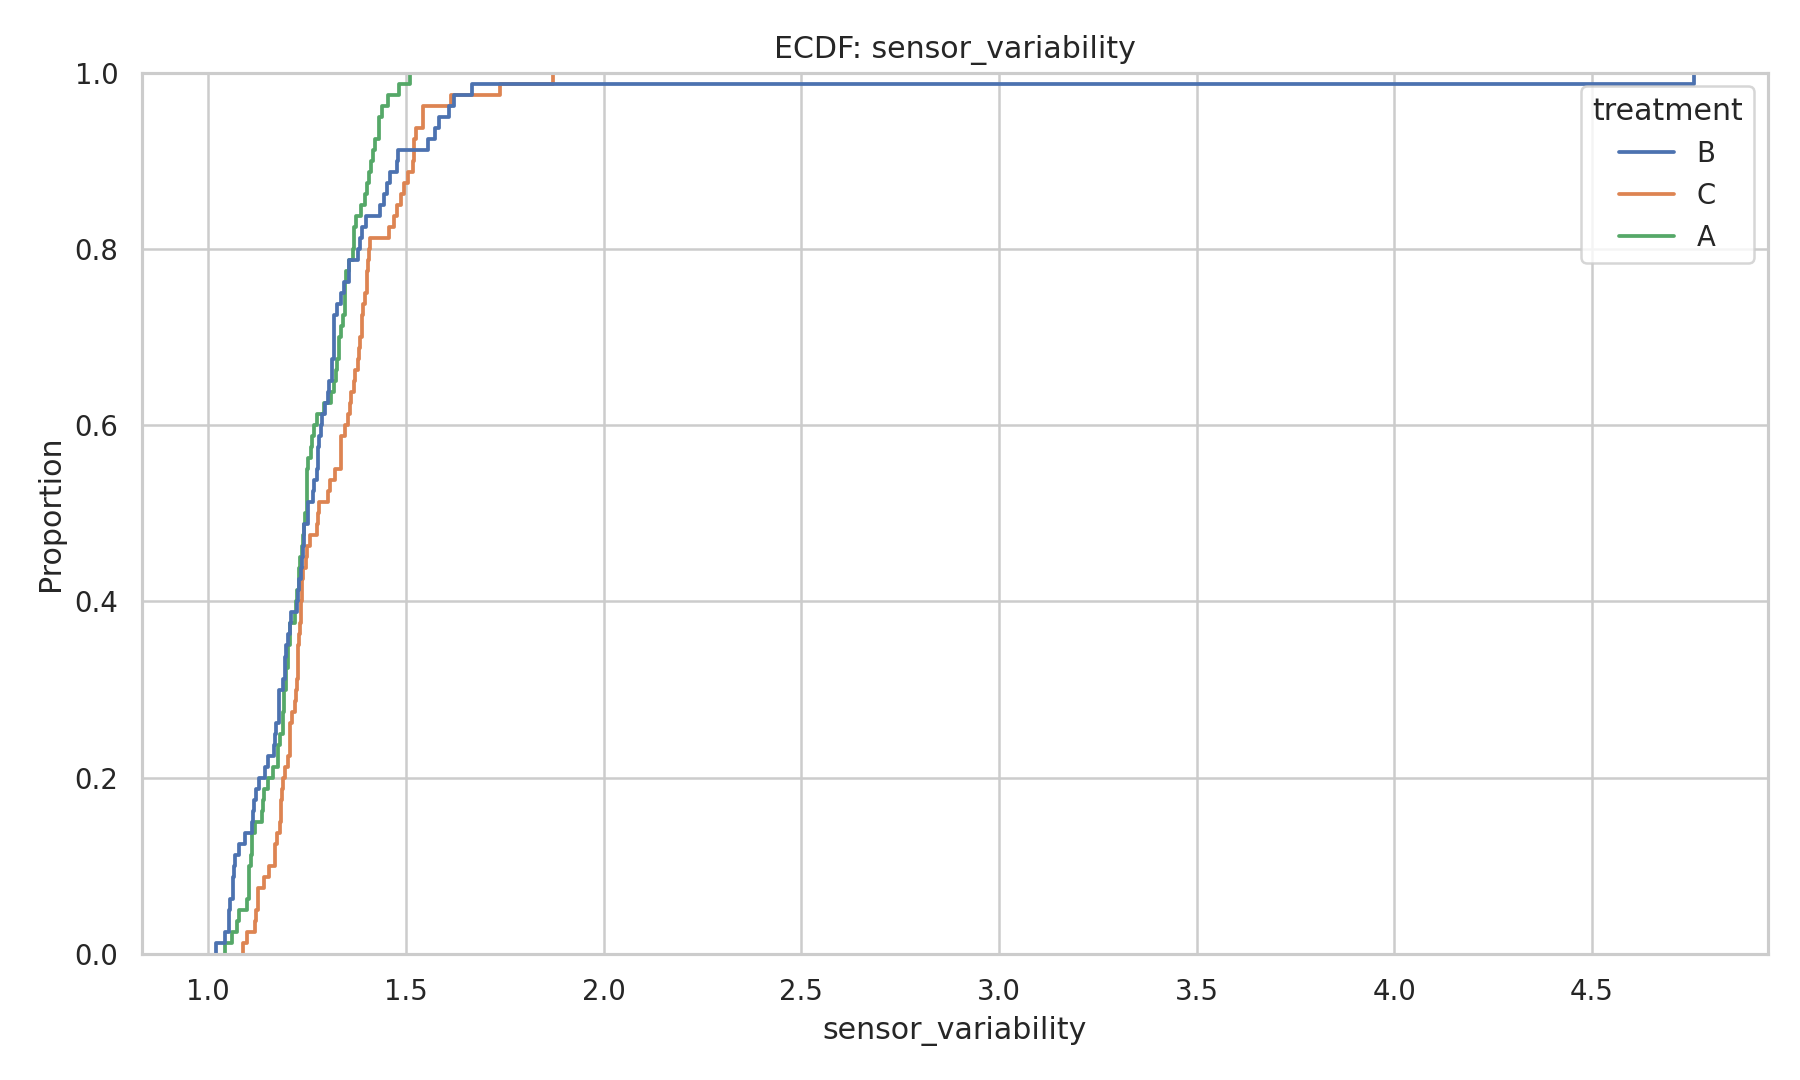 ECDF: sensor_variability
1.0
0.8
0.6
0.4
0.2
0.0
Proportion
treatment
B
C
A
1.0 1.5 2.0 2.5 3.0 3.5 4.0 4.5
sensor_variability